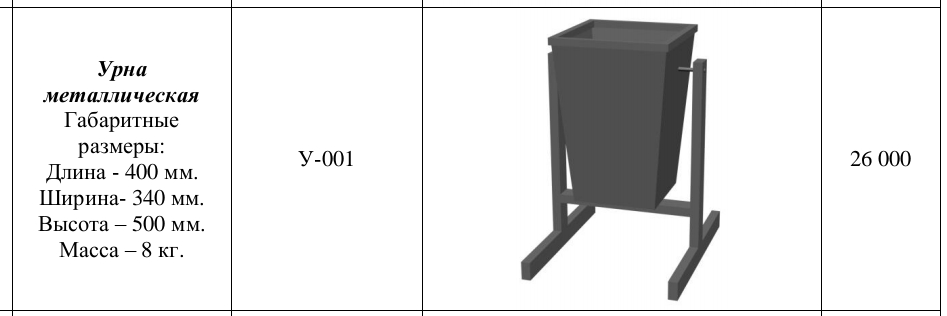 Урна
металлическая
Габаритные
размеры:
Длина - 400 мм.
Ширина- 340 мм.
Высота – 500 мм.
Масса – 8 кг.
У-001
26 000